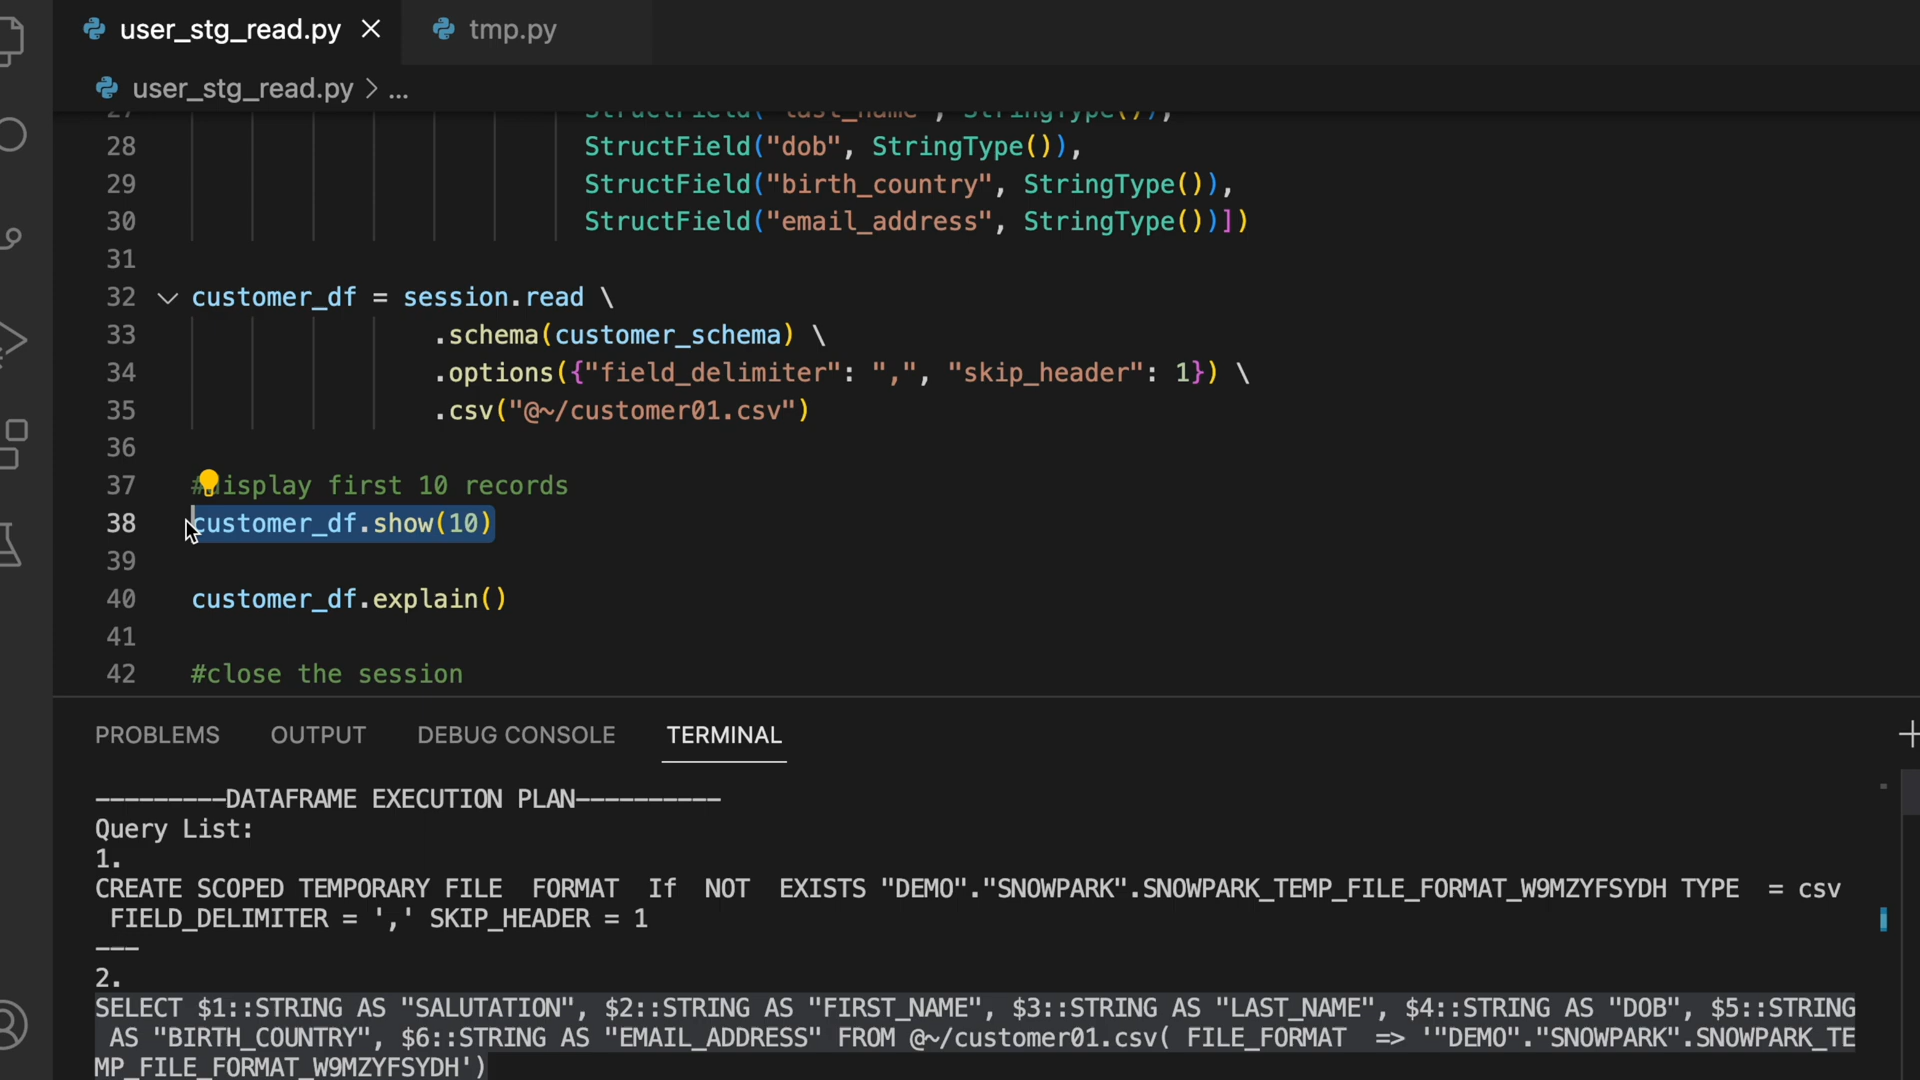 user_stg_read.py
tmp.py
user_stg_read.py > ...
27 StructField("last_name", StringType()),
28 StructField("dob", StringType()),
29 StructField("birth_country", StringType()),
30 StructField("email_address", StringType())])
31
32 customer_df = session.read \
33 .schema(customer_schema) \
34 .options({"field_delimiter": ",", "skip_header": 1}) \
35 .csv("@~/customer01.csv")
36
37 #display first 10 records
38 customer_df.show(10)
39
40 customer_df.explain()
41
42 #close the session
PROBLEMS OUTPUT DEBUG CONSOLE TERMINAL
---------DATAFRAME EXECUTION PLAN----------
Query List:
1.
CREATE SCOPED TEMPORARY FILE  FORMAT  If  NOT  EXISTS "DEMO"."SNOWPARK".SNOWPARK_TEMP_FILE_FORMAT_W9MZYFSYDH TYPE  = csv
FIELD_DELIMITER = ',' SKIP_HEADER = 1
---
2.
SELECT $1::STRING AS "SALUTATION", $2::STRING AS "FIRST_NAME", $3::STRING AS "LAST_NAME", $4::STRING AS "DOB", $5::STRING
AS "BIRTH_COUNTRY", $6::STRING AS "EMAIL_ADDRESS" FROM @~/customer01.csv( FILE_FORMAT  => '"DEMO"."SNOWPARK".SNOWPARK_TE
MP_FILE_FORMAT_W9MZYFSYDH')